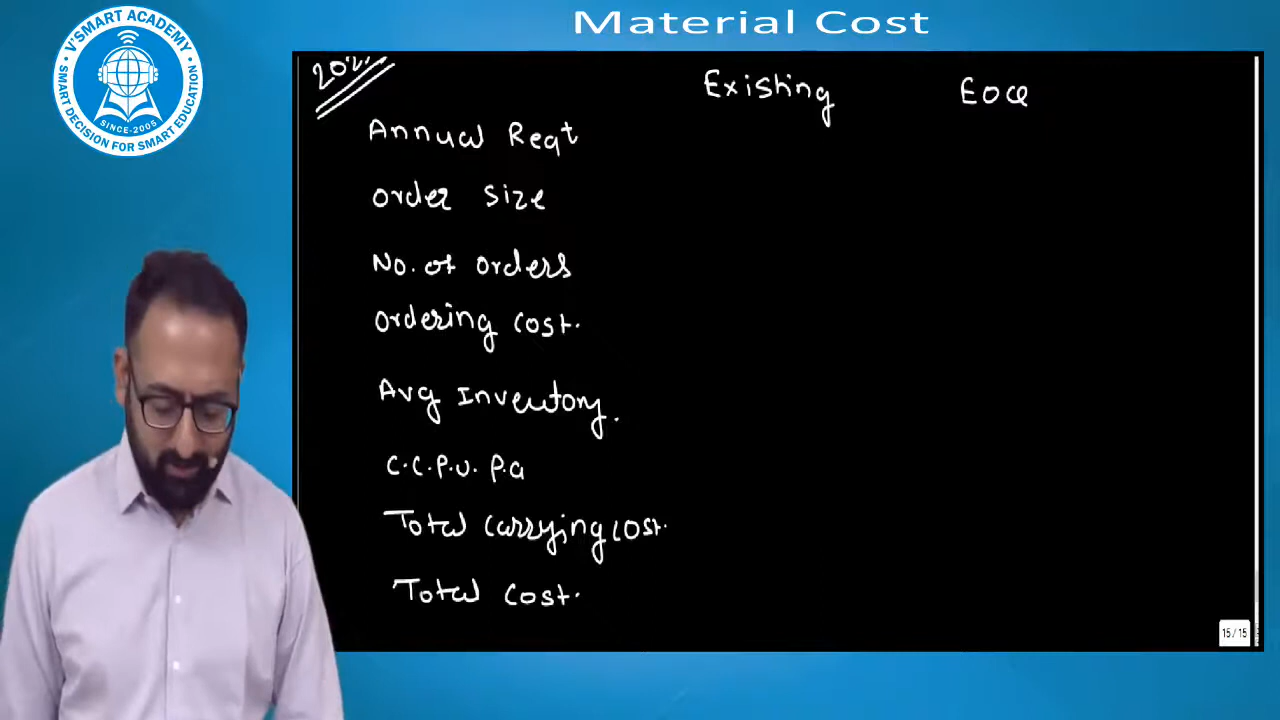 Material Cost
V'SMART ACADEMY
SMART DECISION FOR SMART EDUCATION
SINCE-2005
Existing EOQ
Annual Reqt
Order Size
No. of orders
Ordering Cost.
Avg Inventory.
C.C.P.U. P.a
Total Carrying Cost.
Total Cost.
15/15